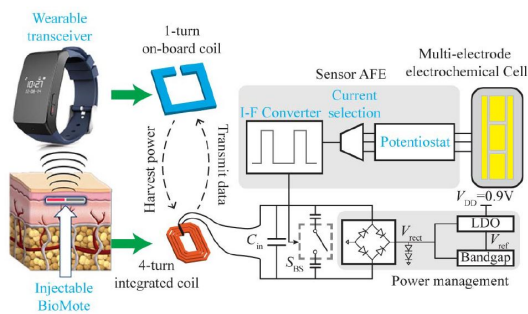 Wearable
transceiver
1-turn
on-board coil
Multi-electrode
electrochemical Cell
Sensor AFE
Current
I-F Converter selection
Potentiostat
10:27
Harvest power
Transmit data
V_DD=0.9V
LDO
V_rect
V_ref
Bandgap
C_in
S_BS
Power management
4-turn
integrated coil
Injectable
BioMote